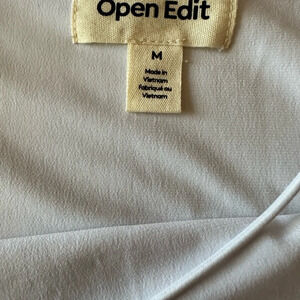 Open Edit
M
Made in
Vietnam
Fabriqué au
Vietnam